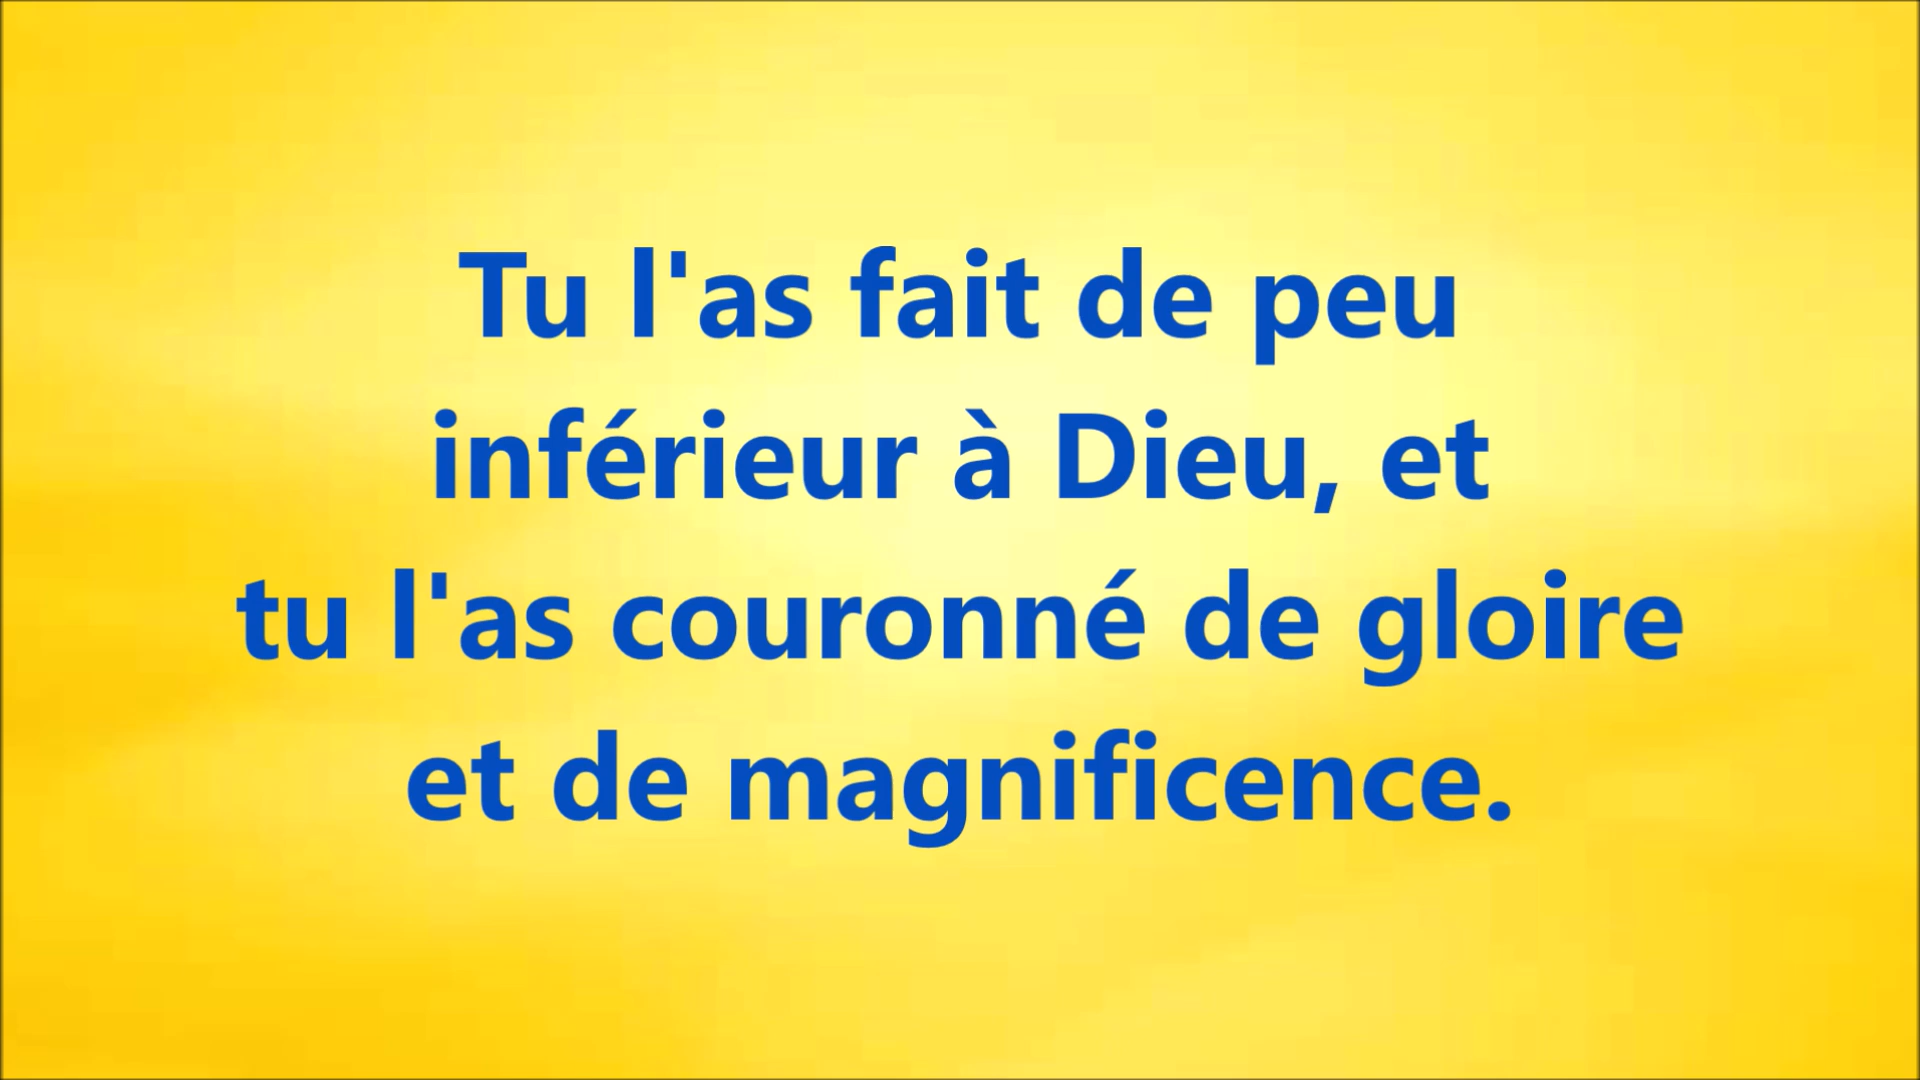 Tu l'as fait de peu
inférieur à Dieu, et
tu l'as couronné de gloire
et de magnificence.